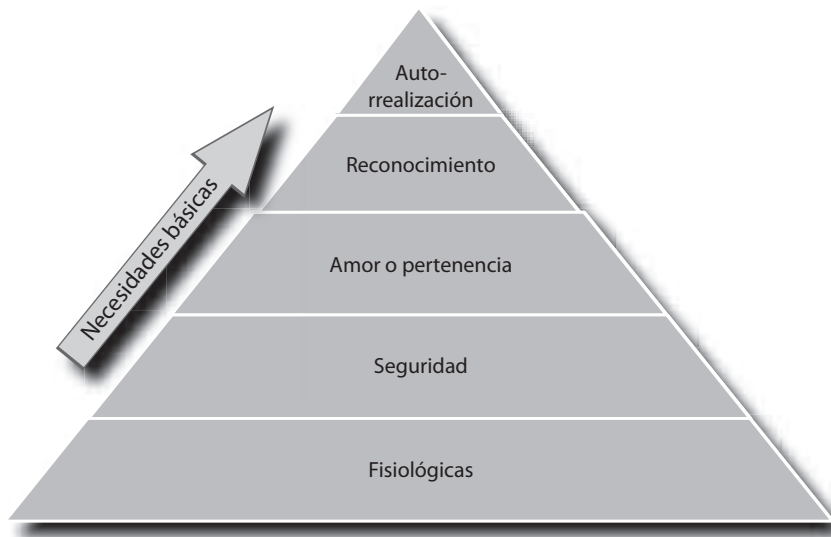 Auto-
rrealización
Reconocimiento
Necesidades básicas
Amor o pertenencia
Seguridad
Fisiológicas